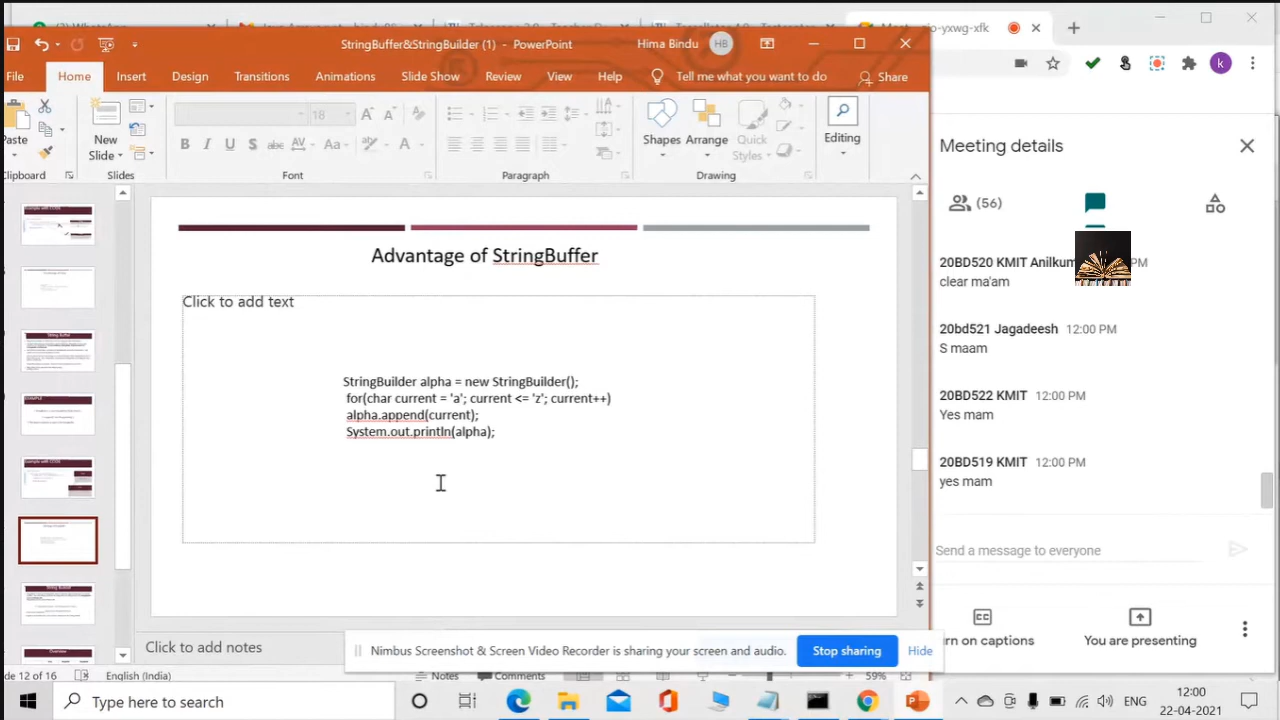 io-yxwg-xfk
StringBuffer&StringBuilder (1) - PowerPoint
Hima Bindu
HB
File
Home
Insert
Design
Transitions
Animations
Slide Show
Review
View
Help
Tell me what you want to do
Share
k
Paste
New
Slide
18
B I U S abc AV Aa A
Shapes
Arrange
Quick
Styles
Editing
Clipboard
Slides
Font
Paragraph
Drawing
Meeting details
(56)
Advantage of StringBuffer
Click to add text
StringBuilder alpha = new StringBuilder();
for(char current = 'a'; current <= 'z'; current++)
alpha.append(current);
System.out.println(alpha);
20BD520 KMIT Anilkum PM
clear ma'am
20bd521 Jagadeesh 12:00 PM
S maam
20BD522 KMIT 12:00 PM
Yes mam
20BD519 KMIT 12:00 PM
yes mam
Send a message to everyone
rn on captions
You are presenting
Click to add notes
Nimbus Screenshot & Screen Video Recorder is sharing your screen and audio.
Stop sharing
Hide
de 12 of 16
English (India)
Notes
Comments
59%
Type here to search
ENG
12:00
22-04-2021